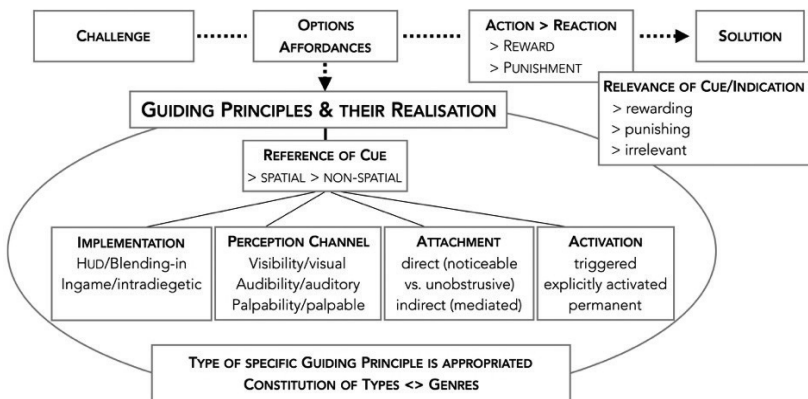 CHALLENGE
OPTIONS
AFFORDANCES
ACTION > REACTION
> REWARD
> PUNISHMENT
SOLUTION
RELEVANCE OF CUE/INDICATION
> rewarding
> punishing
> irrelevant
GUIDING PRINCIPLES & THEIR REALISATION
REFERENCE OF CUE
> SPATIAL > NON-SPATIAL
IMPLEMENTATION
HUD/Blending-in
Ingame/intradiegetic
PERCEPTION CHANNEL
Visibility/visual
Audibility/auditory
Palpability/palpable
ATTACHMENT
direct (noticeable
vs. unobstrusive)
indirect (mediated)
ACTIVATION
triggered
explicitly activated
permanent
TYPE OF SPECIFIC GUIDING PRINCIPLE IS APPROPRIATED
CONSTITUTION OF TYPES <> GENRES